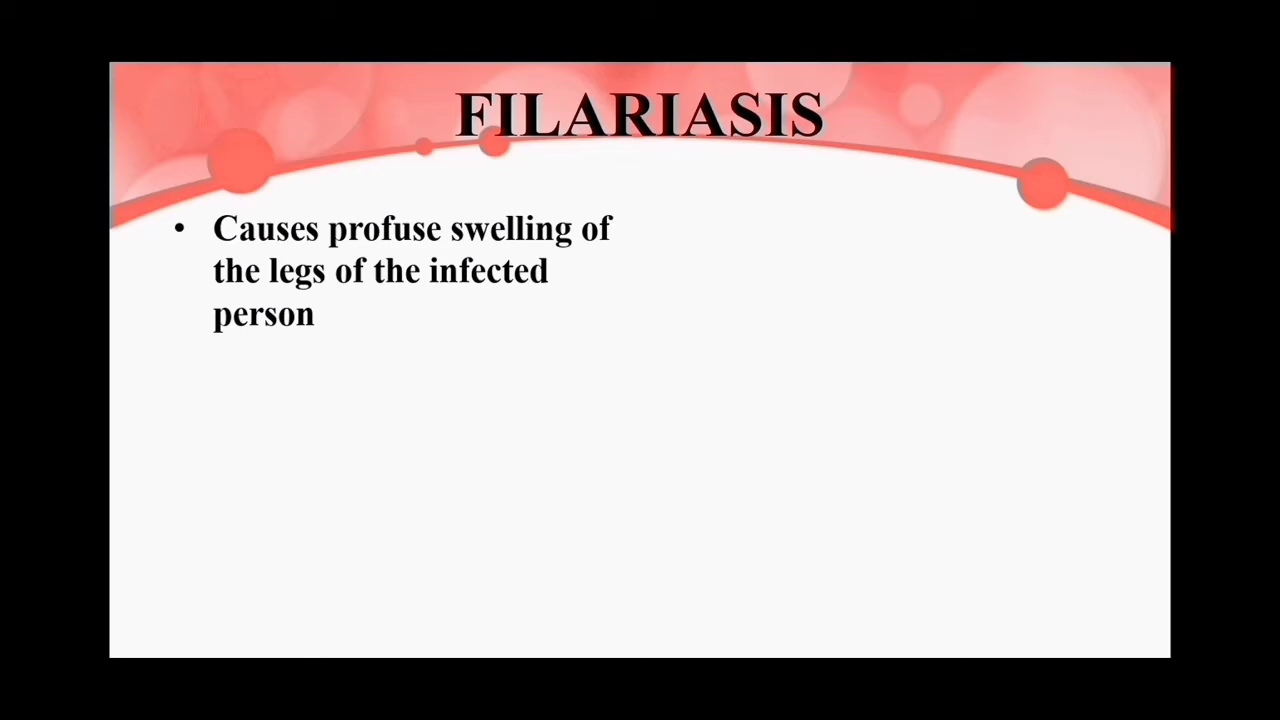 FILARIASIS
• Causes profuse swelling of
the legs of the infected
person